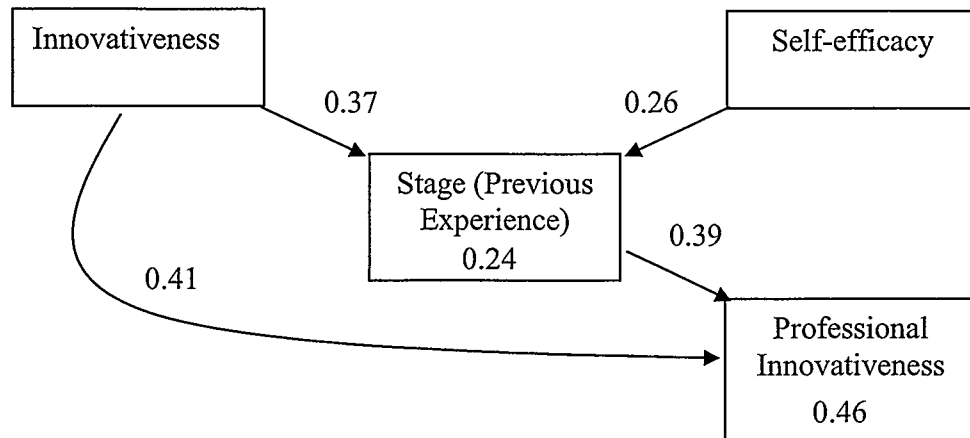 Innovativeness
Self-efficacy
0.37
0.26
Stage (Previous
Experience)
0.24
0.39
0.41
Professional
Innovativeness
0.46